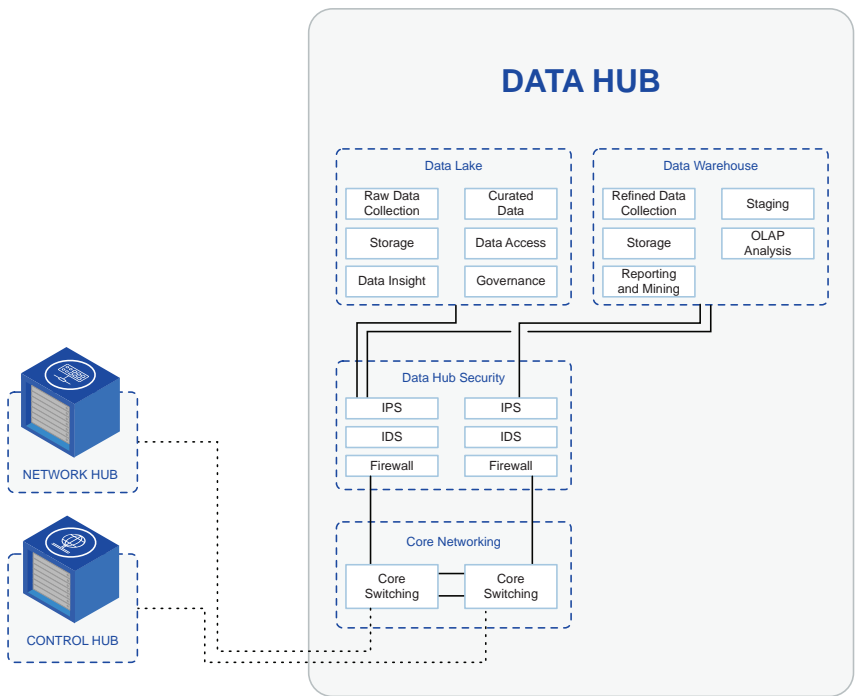 DATA HUB
Data Lake
Raw Data
Collection
Curated
Data
Storage
Data Access
Data Insight
Governance
Data Warehouse
Refined Data
Collection
Staging
Storage
OLAP
Analysis
Reporting
and Mining
Data Hub Security
IPS
IPS
IDS
IDS
Firewall
Firewall
NETWORK HUB
Core Networking
Core
Switching
Core
Switching
CONTROL HUB